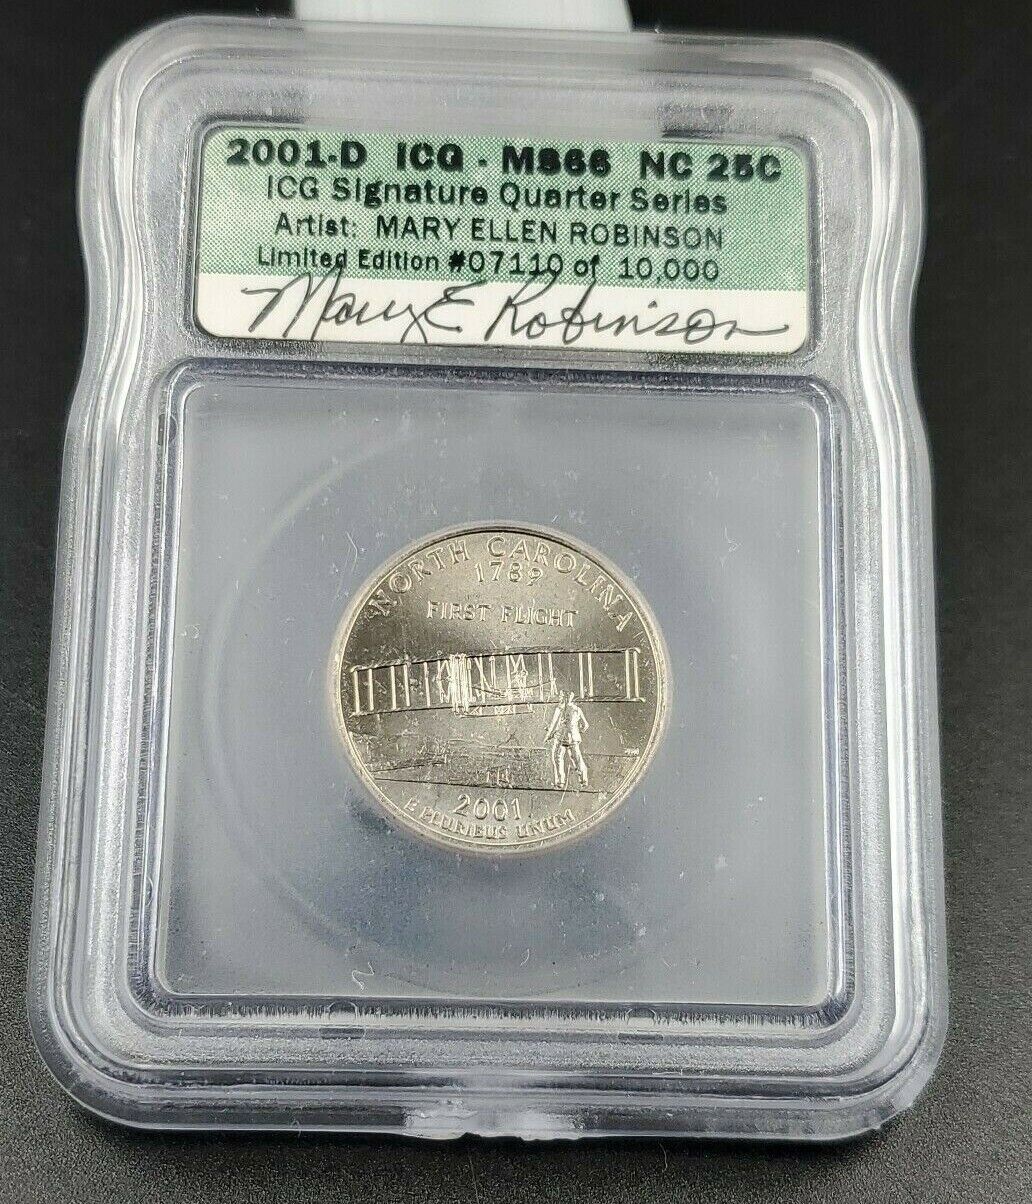 2001-D ICG - MS66 NC 25C
ICG Signature Quarter Series
Artist: MARY ELLEN ROBINSON
Limited Edition #07110 of 10,000
Mary E Robinson
NORTH CAROLINA
1789
FIRST FLIGHT
2001
E PLURIBUS UNUM